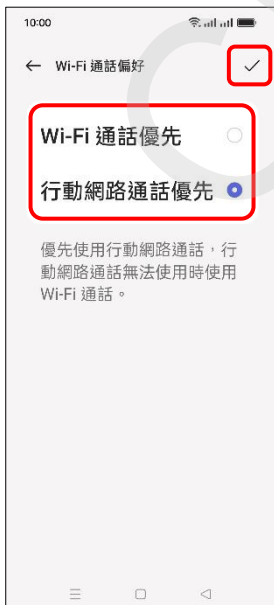 10:00
Wi-Fi 通話偏好
Wi-Fi 通話優先
行動網路通話優先
優先使用行動網路通話，行
動網路通話無法使用時使用
Wi-Fi 通話。